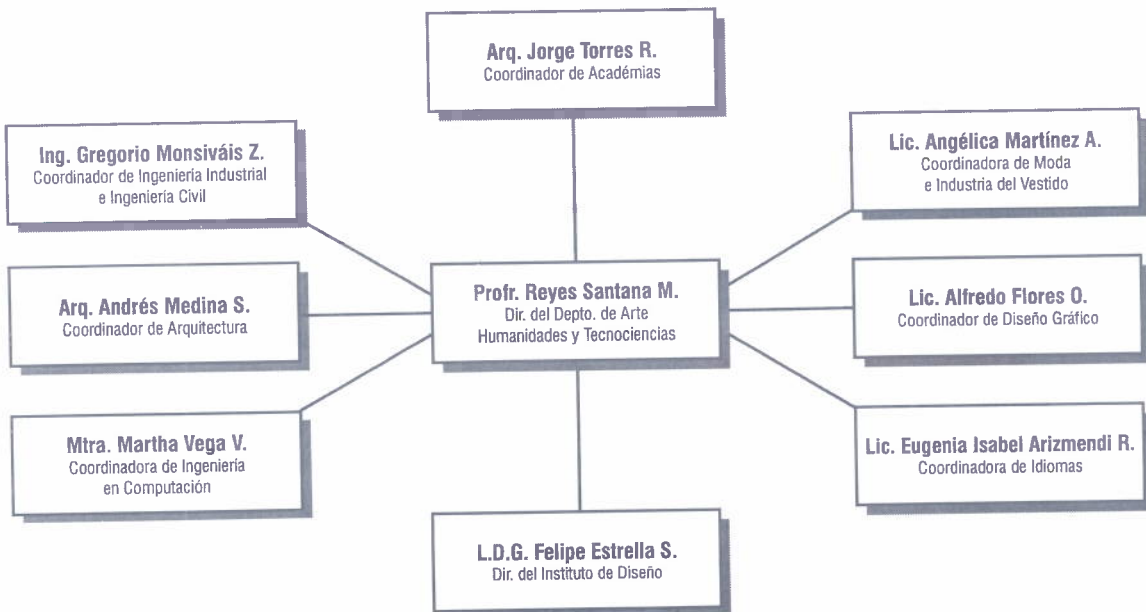 Arq. Jorge Torres R.
Coordinador de Académias
Ing. Gregorio Monsiváis Z.
Coordinador de Ingeniería Industrial
e Ingeniería Civil
Lic. Angélica Martínez A.
Coordinadora de Moda
e Industria del Vestido
Arq. Andrés Medina S.
Coordinador de Arquitectura
Profr. Reyes Santana M.
Dir. del Depto. de Arte
Humanidades y Tecnociencias
Lic. Alfredo Flores O.
Coordinador de Diseño Gráfico
Mtra. Martha Vega V.
Coordinadora de Ingeniería
en Computación
Lic. Eugenia Isabel Arizmendi R.
Coordinadora de Idiomas
L.D.G. Felipe Estrella S.
Dir. del Instituto de Diseño